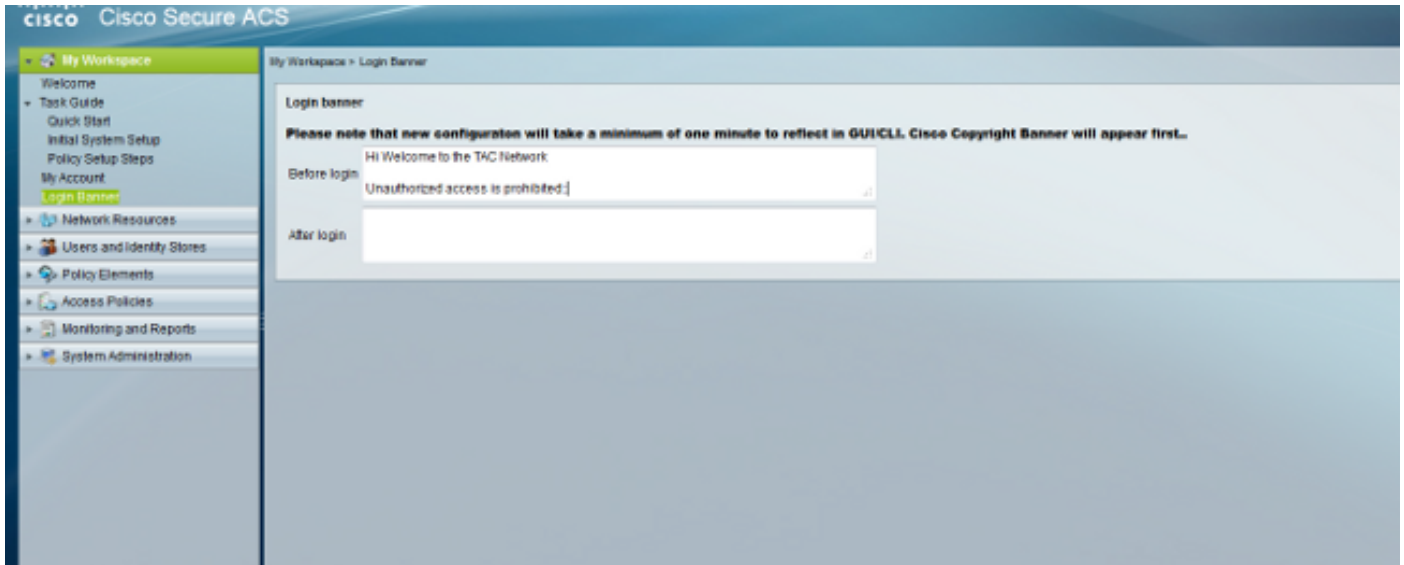 CISCO Cisco Secure ACS
My Workspace
Welcome
Task Guide
Quick Start
Initial System Setup
Policy Setup Steps
My Account
Login Banner
Network Resources
Users and Identity Stores
Policy Elements
Access Policies
Monitoring and Reports
System Administration
My Workspace > Login Banner
Login banner
Please note that new configuraton will take a minimum of one minute to reflect in GUI/CLI. Cisco Copyright Banner will appear first..
Before login
Hi Welcome to the TAC Network
Unauthorized access is prohibited:
After login